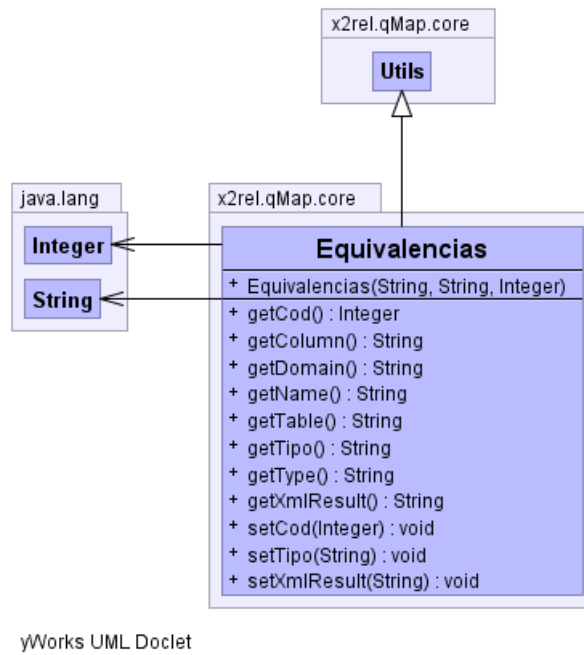 x2rel.qMap.core
Utils
java.lang
Integer
String
x2rel.qMap.core
Equivalencias
+ Equivalencias(String, String, Integer)
+ getCod() : Integer
+ getColumn() : String
+ getDomain() : String
+ getName() : String
+ getTable() : String
+ getTipo() : String
+ getType() : String
+ getXmlResult() : String
+ setCod(Integer) : void
+ setTipo(String) : void
+ setXmlResult(String) : void
yWorks UML Doclet